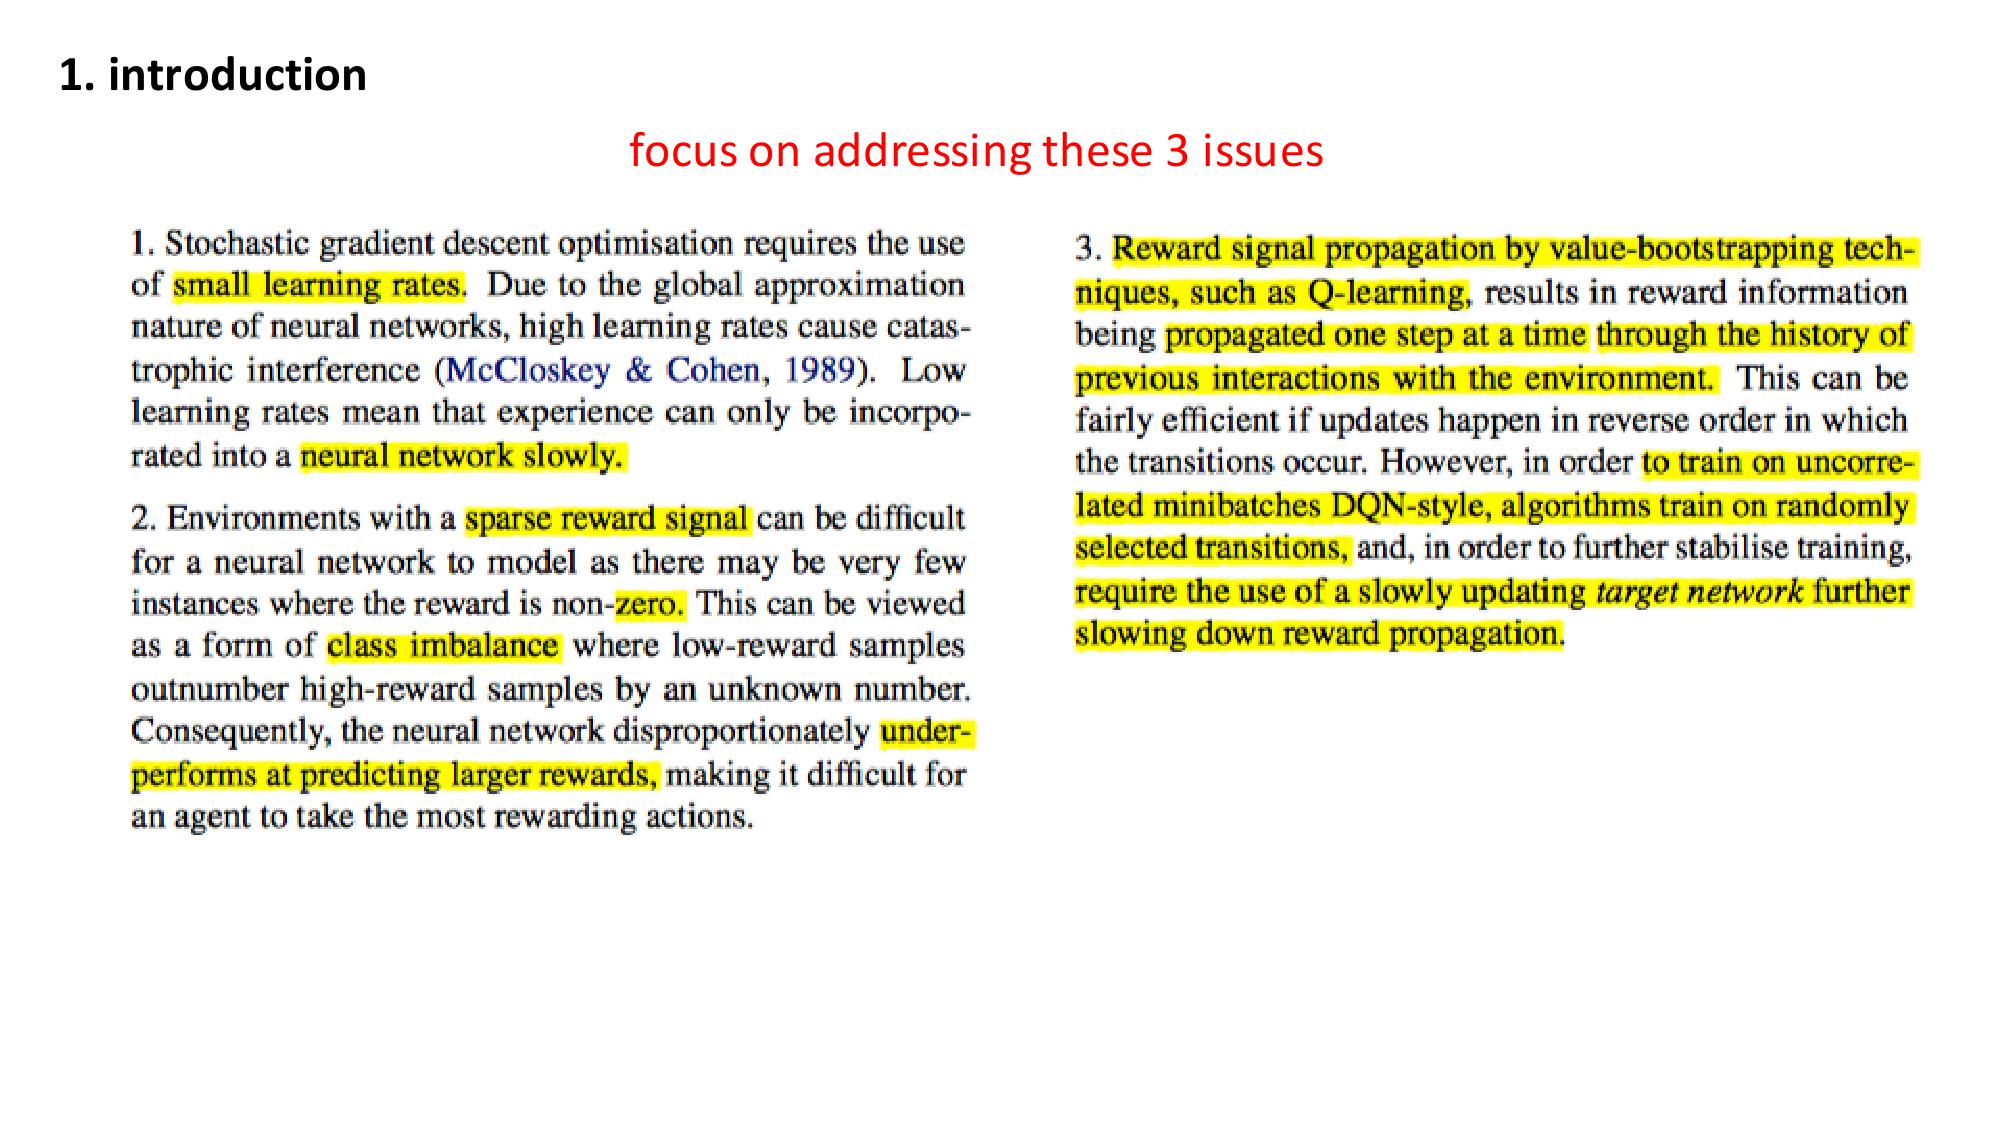 1. introduction
focus on addressing these 3 issues
1. Stochastic gradient descent optimisation requires the use
of small learning rates. Due to the global approximation
nature of neural networks, high learning rates cause catas-
trophic interference (McCloskey & Cohen, 1989). Low
learning rates mean that experience can only be incorpo-
rated into a neural network slowly.
2. Environments with a sparse reward signal can be difficult
for a neural network to model as there may be very few
instances where the reward is non-zero. This can be viewed
as a form of class imbalance where low-reward samples
outnumber high-reward samples by an unknown number.
Consequently, the neural network disproportionately under-
performs at predicting larger rewards, making it difficult for
an agent to take the most rewarding actions.
3. Reward signal propagation by value-bootstrapping tech-
niques, such as Q-learning, results in reward information
being propagated one step at a time through the history of
previous interactions with the environment. This can be
fairly efficient if updates happen in reverse order in which
the transitions occur. However, in order to train on uncorre-
lated minibatches DQN-style, algorithms train on randomly
selected transitions, and, in order to further stabilise training,
require the use of a slowly updating target network further
slowing down reward propagation.